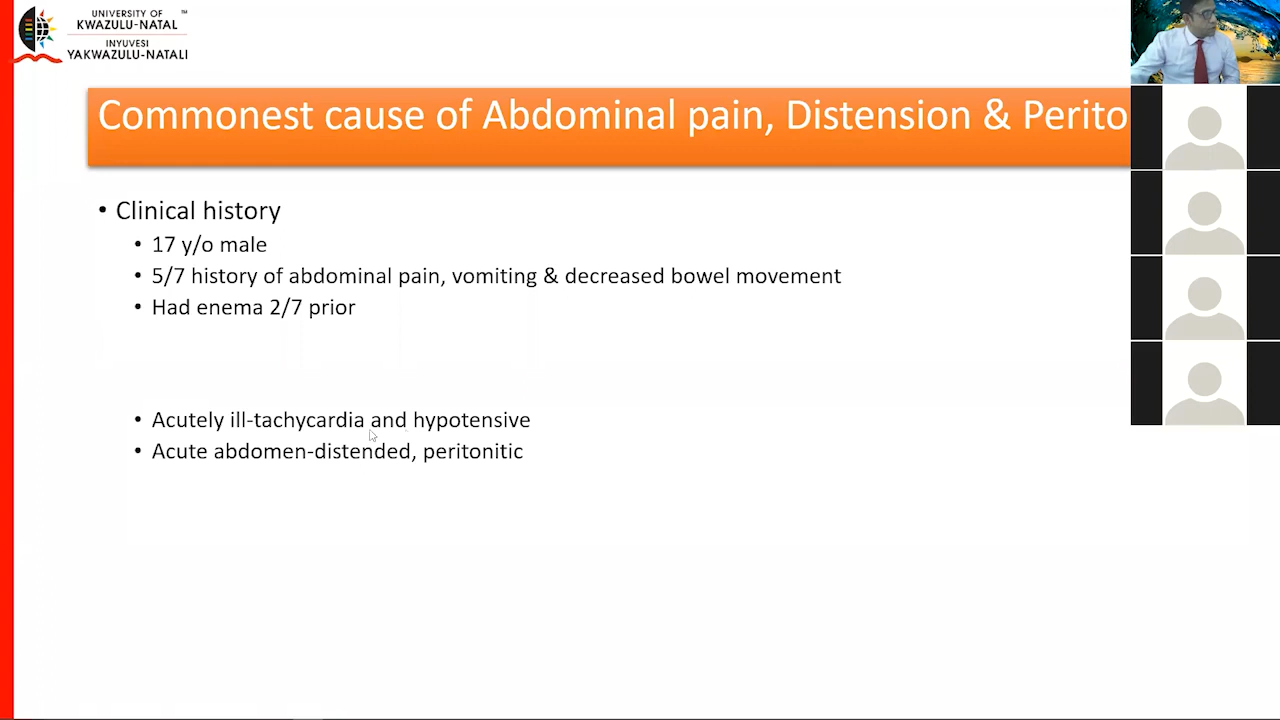 UNIVERSITY OF ™
KWAZULU-NATAL
INYUVESI
YAKWAZULU-NATALI
Commonest cause of Abdominal pain, Distension & Perito
• Clinical history
• 17 y/o male
• 5/7 history of abdominal pain, vomiting & decreased bowel movement
• Had enema 2/7 prior
• Acutely ill-tachycardia and hypotensive
• Acute abdomen-distended, peritonitic